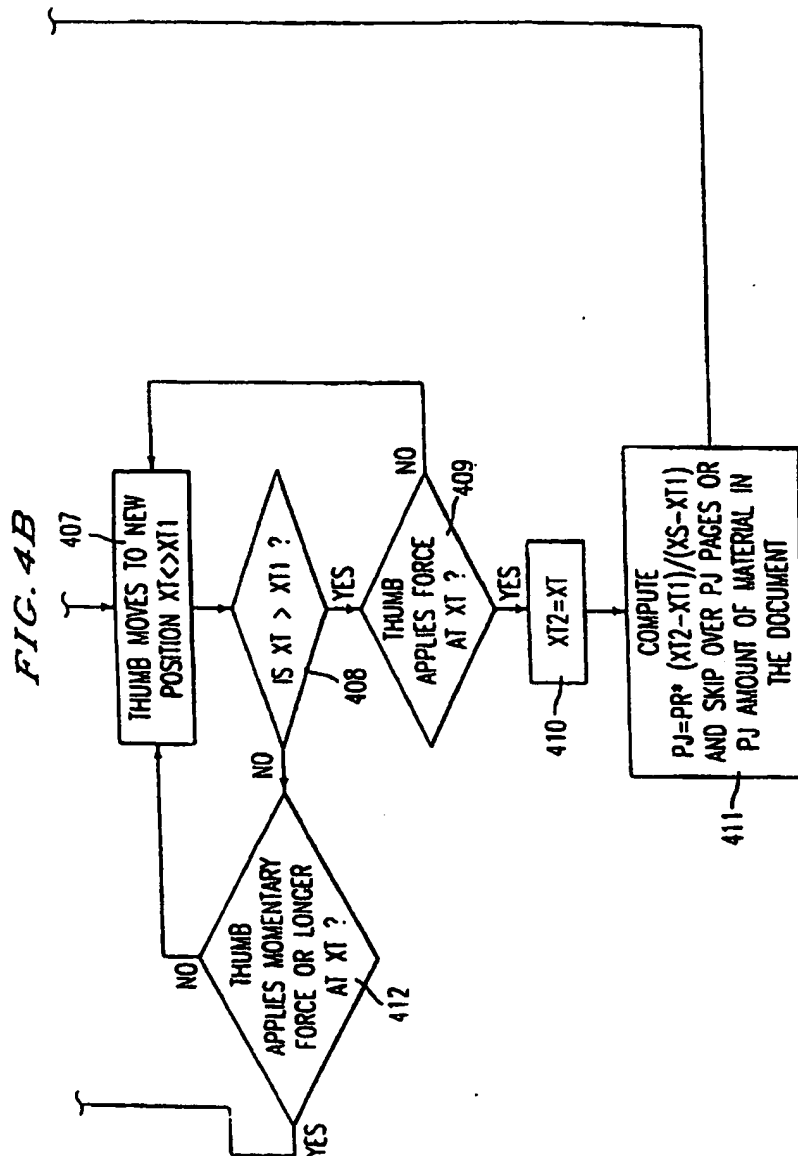 FIG. 4B
407
THUMB MOVES TO NEW
POSITION XT<>XT1
IS XT > XT1 ?
408
NO
YES
THUMB
APPLIES MOMENTARY
FORCE OR LONGER
AT XT ?
412
NO
YES
THUMB
APPLIES FORCE
AT XT ?
409
NO
YES
XT2=XT
410
COMPUTE
PJ=PR* (XT2-XT1)/(XS-XT1)
AND SKIP OVER PJ PAGES OR
PJ AMOUNT OF MATERIAL IN
THE DOCUMENT
411